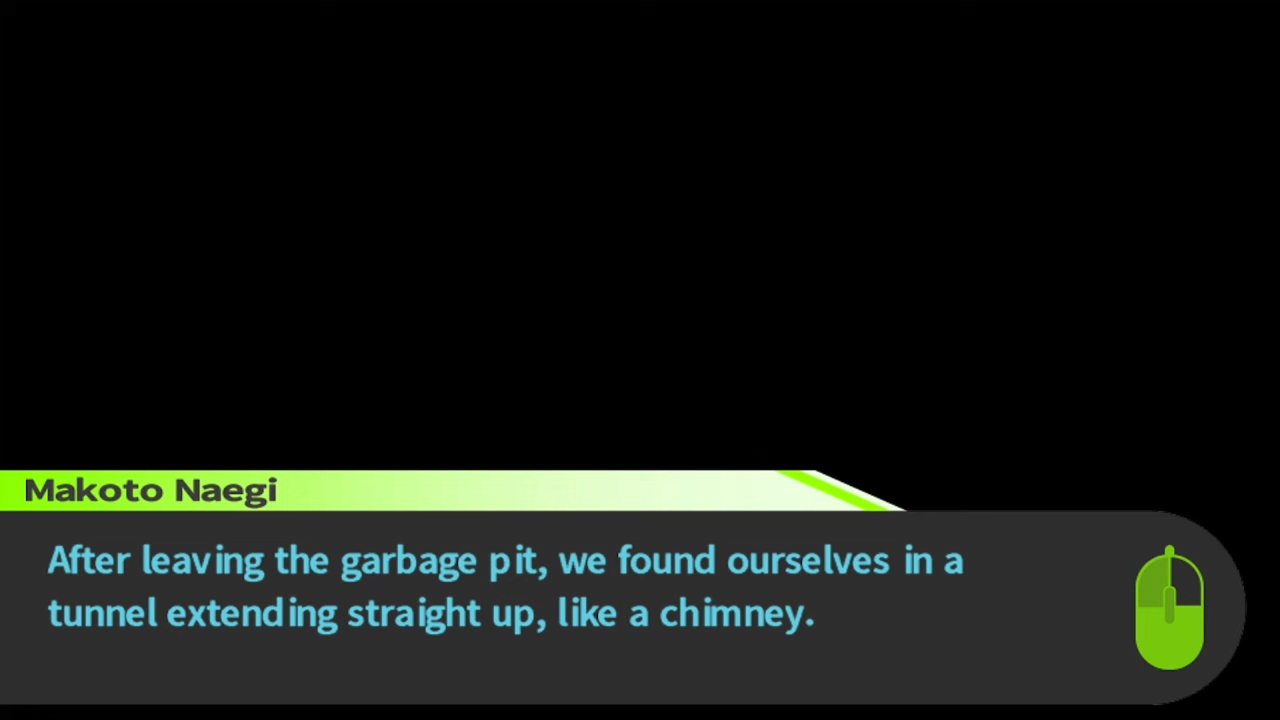 Makoto Naegi
After leaving the garbage pit, we found ourselves in a
tunnel extending straight up, like a chimney.